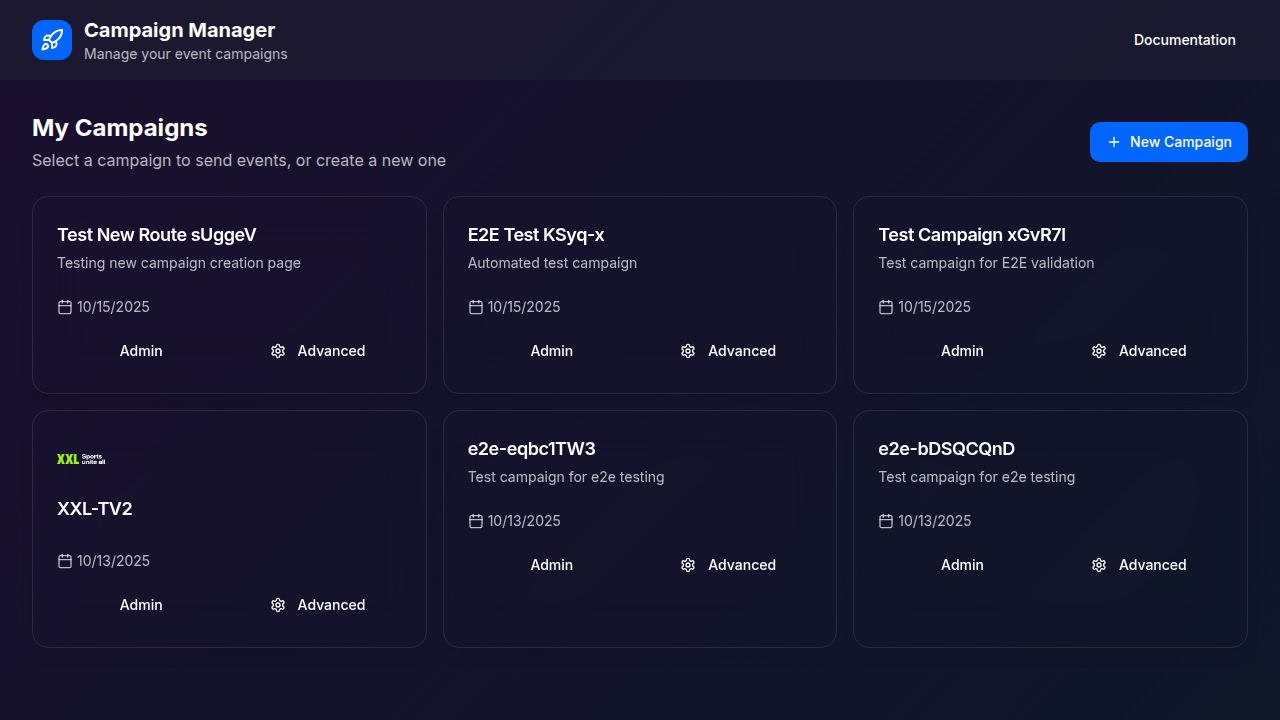 Campaign Manager
Manage your event campaigns
Documentation
My Campaigns
Select a campaign to send events, or create a new one
New Campaign
Test New Route sUggeV
Testing new campaign creation page
10/15/2025
Admin
Advanced
E2E Test KSyq-x
Automated test campaign
10/15/2025
Admin
Advanced
Test Campaign xGvR7I
Test campaign for E2E validation
10/15/2025
Admin
Advanced
XXL Sports
unite all
XXL-TV2
10/13/2025
Admin
Advanced
e2e-eqbc1TW3
Test campaign for e2e testing
10/13/2025
Admin
Advanced
e2e-bDSQCQnD
Test campaign for e2e testing
10/13/2025
Admin
Advanced